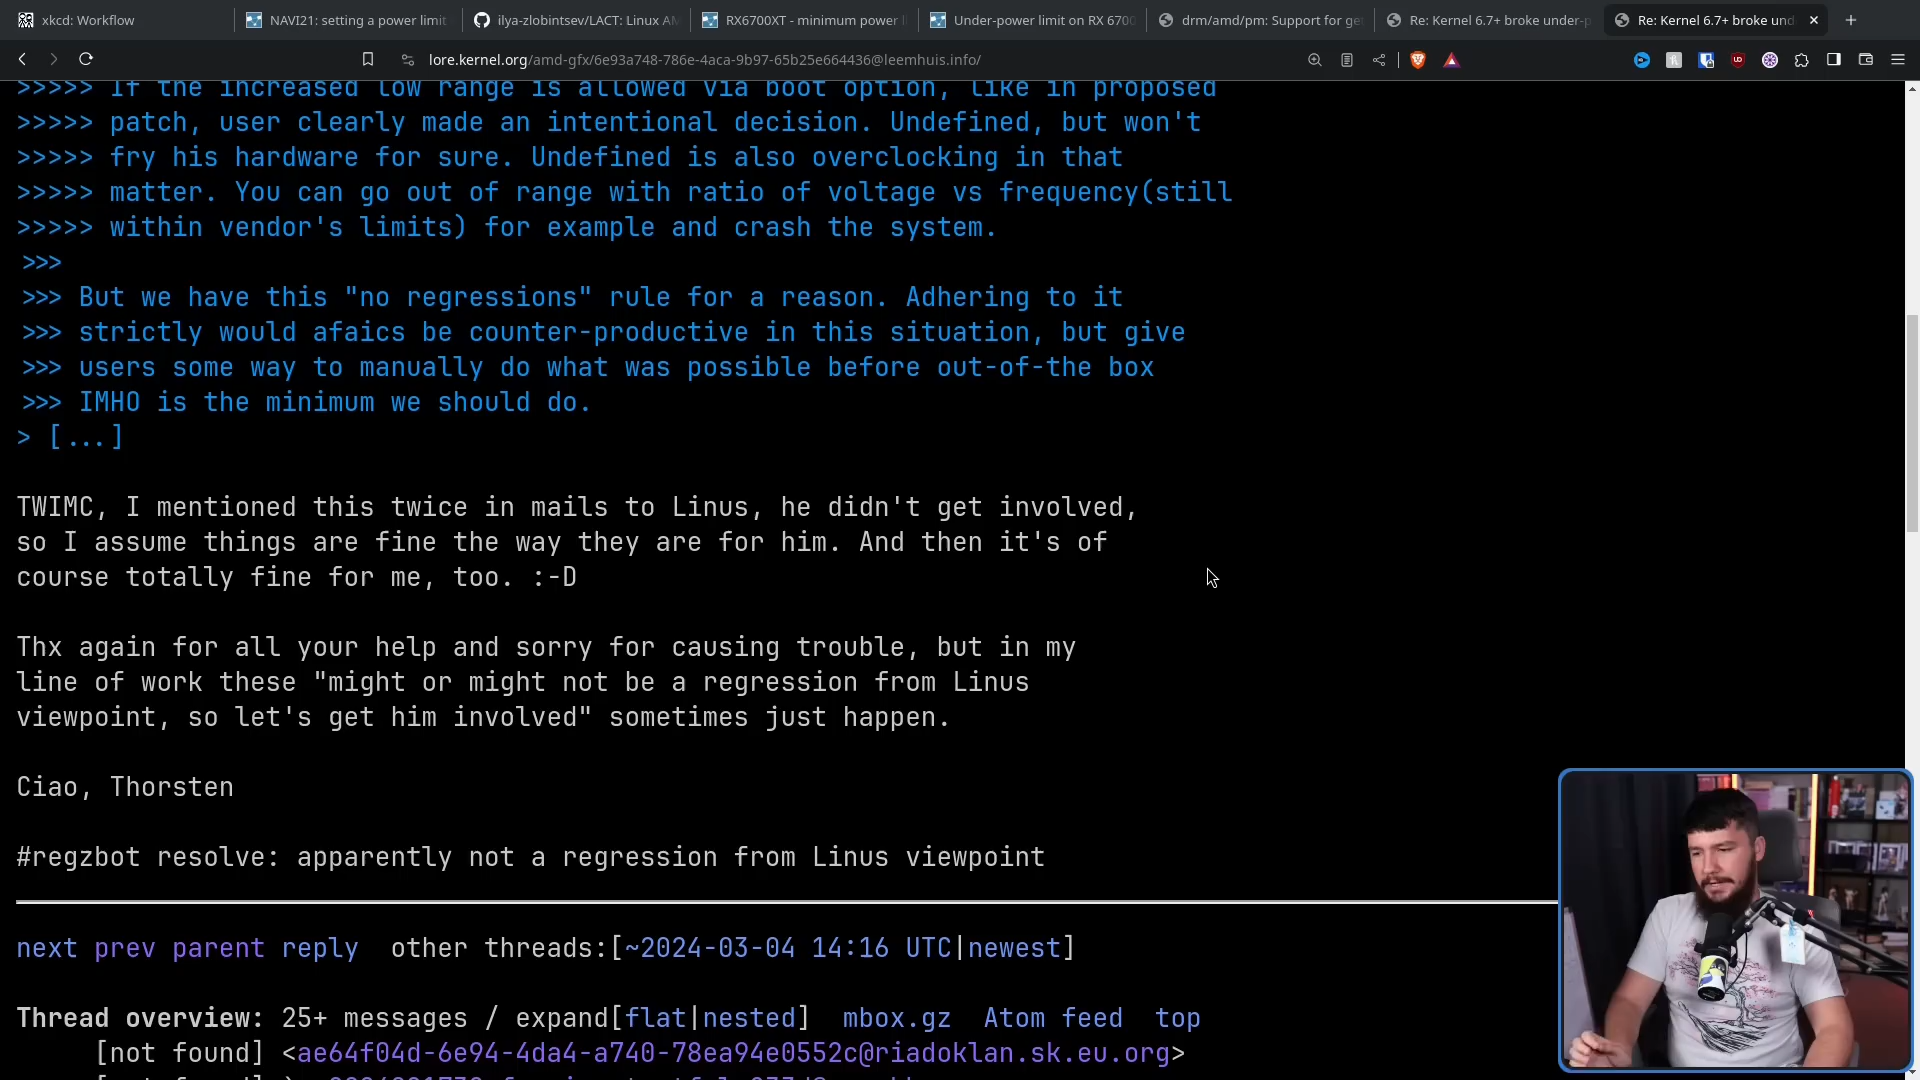 xkcd: Workflow
NAVI21: setting a power limit
ilya-zlobintsev/LACT: Linux AM
RX6700XT - minimum power l
Under-power limit on RX 6700
drm/amd/pm: Support for get
Re: Kernel 6.7+ broke under-p
Re: Kernel 6.7+ broke und
lore.kernel.org/amd-gfx/6e93a748-786e-4aca-9b97-65b25e664436@leemhuis.info/
>>>>> If the increased low range is allowed via boot option, like in proposed
>>>>> patch, user clearly made an intentional decision. Undefined, but won't
>>>>> fry his hardware for sure. Undefined is also overclocking in that
>>>>> matter. You can go out of range with ratio of voltage vs frequency(still
>>>>> within vendor's limits) for example and crash the system.
>>>
>>> But we have this "no regressions" rule for a reason. Adhering to it
>>> strictly would afaics be counter-productive in this situation, but give
>>> users some way to manually do what was possible before out-of-the box
>>> IMHO is the minimum we should do.
> [...]
TWIMC, I mentioned this twice in mails to Linus, he didn't get involved,
so I assume things are fine the way they are for him. And then it's of
course totally fine for me, too. :-D
Thx again for all your help and sorry for causing trouble, but in my
line of work these "might or might not be a regression from Linus
viewpoint, so let's get him involved" sometimes just happen.
Ciao, Thorsten
#regzbot resolve: apparently not a regression from Linus viewpoint
next prev parent reply other threads:[~2024-03-04 14:16 UTC|newest]
Thread overview: 25+ messages / expand[flat|nested] mbox.gz Atom feed top
[not found] <ae64f04d-6e94-4da4-a740-78ea94e0552c@riadoklan.sk.eu.org>